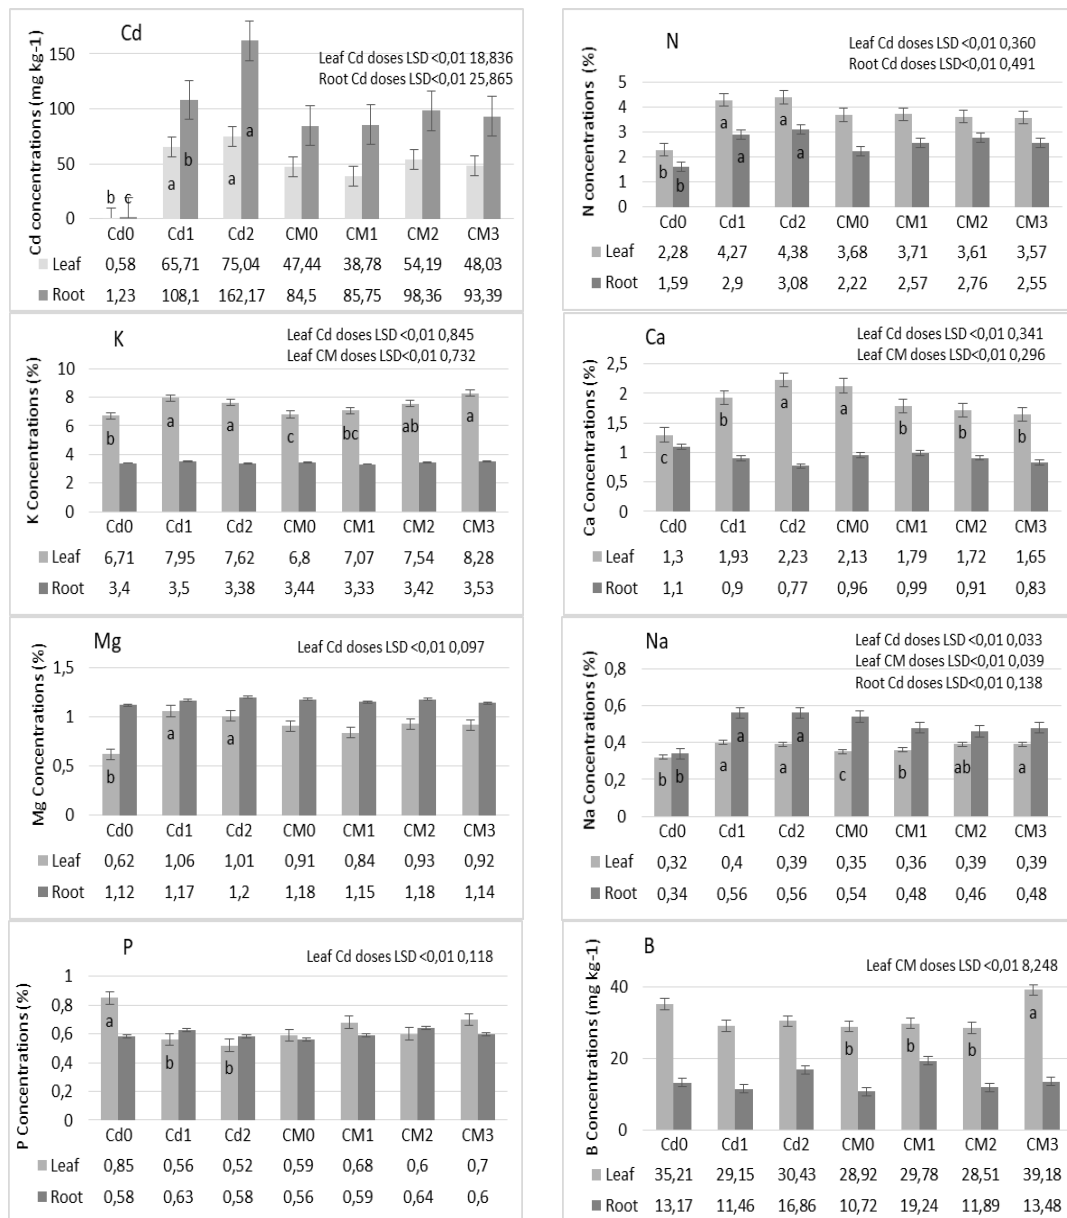 Cd
Leaf Cd doses LSD <0,01 18,836
Root Cd doses LSD<0,01 25,865
Cd concentrations (mg kg-1)
150
100
50
0
b c
a b
a a
Cd0 Cd1 Cd2 CM0 CM1 CM2 CM3
Leaf 0,58 65,71 75,04 47,44 38,78 54,19 48,03
Root 1,23 108,1 162,17 84,5 85,75 98,36 93,39
N
Leaf Cd doses LSD <0,01 0,360
Root Cd doses LSD<0,01 0,491
N concentrations (%)
5
4
3
2
1
0
b b
a a
a a
Cd0 Cd1 Cd2 CM0 CM1 CM2 CM3
Leaf 2,28 4,27 4,38 3,68 3,71 3,61 3,57
Root 1,59 2,9 3,08 2,22 2,57 2,76 2,55
K
Leaf Cd doses LSD <0,01 0,845
Leaf CM doses LSD<0,01 0,732
K Concentrations (%)
10
8
6
4
2
0
b a a c bc ab a
Cd0 Cd1 Cd2 CM0 CM1 CM2 CM3
Leaf 6,71 7,95 7,62 6,8 7,07 7,54 8,28
Root 3,4 3,5 3,38 3,44 3,33 3,42 3,53
Ca
Leaf Cd doses LSD <0,01 0,341
Leaf CM doses LSD<0,01 0,296
Ca Concentrations (%)
2,5
2
1,5
1
0,5
0
c b a a b b b
Cd0 Cd1 Cd2 CM0 CM1 CM2 CM3
Leaf 1,3 1,93 2,23 2,13 1,79 1,72 1,65
Root 1,1 0,9 0,77 0,96 0,99 0,91 0,83
Mg
Leaf Cd doses LSD <0,01 0,097
Mg Concentrations (%)
1,5
1
0,5
0
b a a
Cd0 Cd1 Cd2 CM0 CM1 CM2 CM3
Leaf 0,62 1,06 1,01 0,91 0,84 0,93 0,92
Root 1,12 1,17 1,2 1,18 1,15 1,18 1,14
Na
Leaf Cd doses LSD <0,01 0,033
Leaf CM doses LSD <0,01 0,039
Root Cd doses LSD<0,01 0,138
Na Concentrations (%)
0,8
0,6
0,4
0,2
0
b b a a a a c b ab a
Cd0 Cd1 Cd2 CM0 CM1 CM2 CM3
Leaf 0,32 0,4 0,39 0,35 0,36 0,39 0,39
Root 0,34 0,56 0,56 0,54 0,48 0,46 0,48
P
Leaf Cd doses LSD <0,01 0,118
P Concentrations (%)
1
0,8
0,6
0,4
0,2
0
a b b
Cd0 Cd1 Cd2 CM0 CM1 CM2 CM3
Leaf 0,85 0,56 0,52 0,59 0,68 0,6 0,7
Root 0,58 0,63 0,58 0,56 0,59 0,64 0,6
B
Leaf CM doses LSD <0,01 8,248
B Concentrations (mg kg-1)
40
20
0
b b b a
Cd0 Cd1 Cd2 CM0 CM1 CM2 CM3
Leaf 35,21 29,15 30,43 28,92 29,78 28,51 39,18
Root 13,17 11,46 16,86 10,72 19,24 11,89 13,48